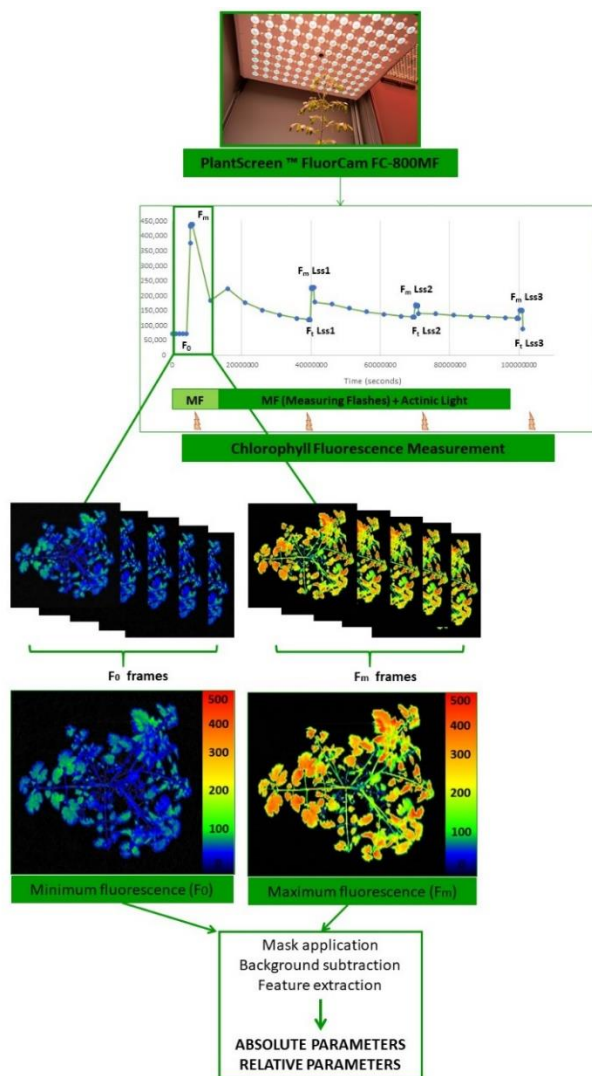 PlantScreen ™ FluorCam FC-800MF
450,000
400,000
350,000
300,000
250,000
200,000
150,000
100,000
50,000
0
Fm
F0
Fm Lss1
Ft Lss1
Fm Lss2
Ft Lss2
Fm Lss3
Ft Lss3
20000000 40000000 60000000 80000000 100000000
Time (seconds)
MF MF (Measuring Flashes) + Actinic Light
Chlorophyll Fluorescence Measurement
F0 frames Fm frames
500
400
300
200
100
500
400
300
200
100
Minimum fluorescence (F0) Maximum fluorescence (Fm)
Mask application
Background subtraction
Feature extraction
ABSOLUTE PARAMETERS
RELATIVE PARAMETERS